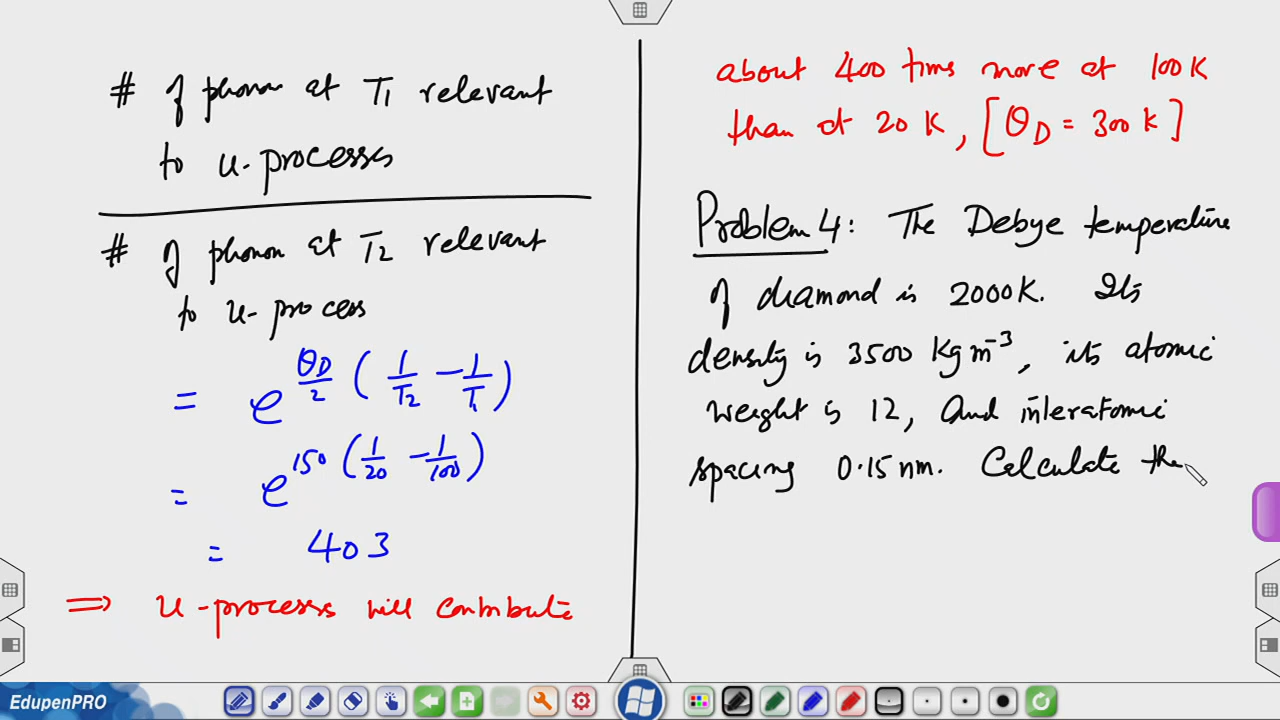 # of phonon at T₁ relevant
to u-processes
# of phonon at T₂ relevant
to u-process
= e^{θ_D/2 (1/T₂ - 1/T₁)}
= e^{150 (1/20 - 1/100)}
= 403
⇒ u-processes will contribute
about 400 times more at 100K
than at 20 K, [θ_D = 300 K]
Problem 4: The Debye temperature
of diamond is 2000K. Its
density is 3500 Kg m⁻³, its atomic
weight is 12, and interatomic
spacing 0.15 nm. Calculate the
EdupenPRO